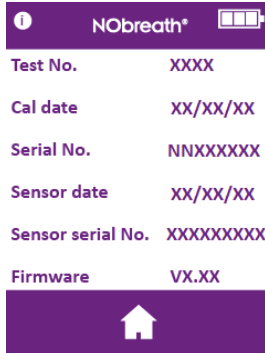 i NObreath®
Test No. XXXX
Cal date XX/XX/XX
Serial No. NNXXXXXX
Sensor date XX/XX/XX
Sensor serial No. XXXXXXXXX
Firmware VX.XX